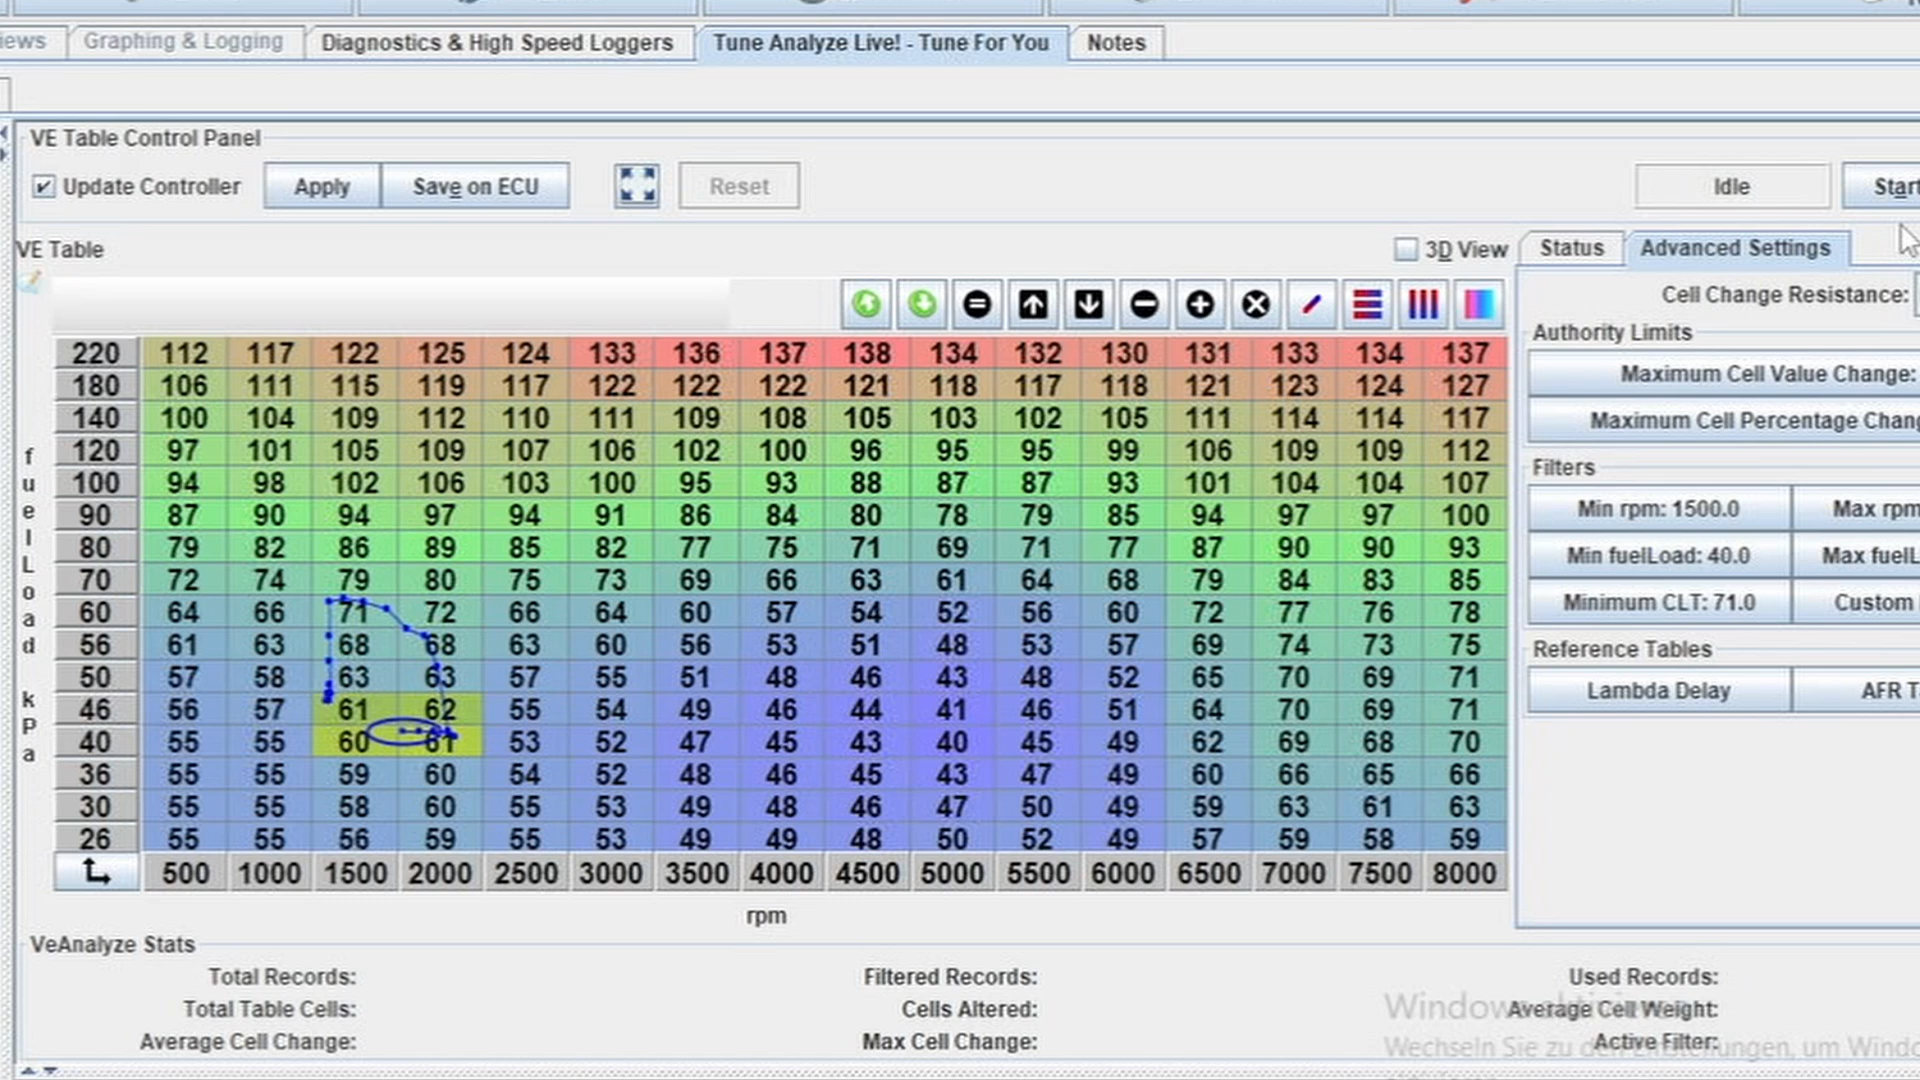 iews Graphing & Logging Diagnostics & High Speed Loggers Tune Analyze Live! - Tune For You Notes
VE Table Control Panel
Update Controller Apply Save on ECU Reset Idle Start
VE Table 3D View Status Advanced Settings
Cell Change Resistance:
Authority Limits
Maximum Cell Value Change:
Maximum Cell Percentage Chang
Filters
Min rpm: 1500.0 Max rpm
Min fuelLoad: 40.0 Max fuelL
Minimum CLT: 71.0 Custom
Reference Tables
Lambda Delay AFR T
fuelLoad kPa
220 112 117 122 125 124 133 136 137 138 134 132 130 131 133 134 137
180 106 111 115 119 117 122 122 122 121 118 117 118 121 123 124 127
140 100 104 109 112 110 111 109 108 105 103 102 105 111 114 114 117
120 97 101 105 109 107 106 102 100 96 95 95 99 106 109 109 112
100 94 98 102 106 103 100 95 93 88 87 87 93 101 104 104 107
90 87 90 94 97 94 91 86 84 80 78 79 85 94 97 97 100
80 79 82 86 89 85 82 77 75 71 69 71 77 87 90 90 93
70 72 74 79 80 75 73 69 66 63 61 64 68 79 84 83 85
60 64 66 71 72 66 64 60 57 54 52 56 60 72 77 76 78
56 61 63 68 68 63 60 56 53 51 48 53 57 69 74 73 75
50 57 58 63 63 57 55 51 48 46 43 48 52 65 70 69 71
46 56 57 61 62 55 54 49 46 44 41 46 51 64 70 69 71
40 55 55 60 61 53 52 47 45 43 40 45 49 62 69 68 70
36 55 55 59 60 54 52 48 46 45 43 47 49 60 66 65 66
30 55 55 58 60 55 53 49 48 46 47 50 49 59 63 61 63
26 55 55 56 59 55 53 49 49 48 50 52 49 57 59 58 59
500 1000 1500 2000 2500 3000 3500 4000 4500 5000 5500 6000 6500 7000 7500 8000
rpm
VeAnalyze Stats
Total Records: Filtered Records: Used Records:
Total Table Cells: Cells Altered: Average Cell Weight:
Average Cell Change: Max Cell Change: Active Filter:
Windows aktivieren
Wechseln Sie zu den Einstellungen, um Windo